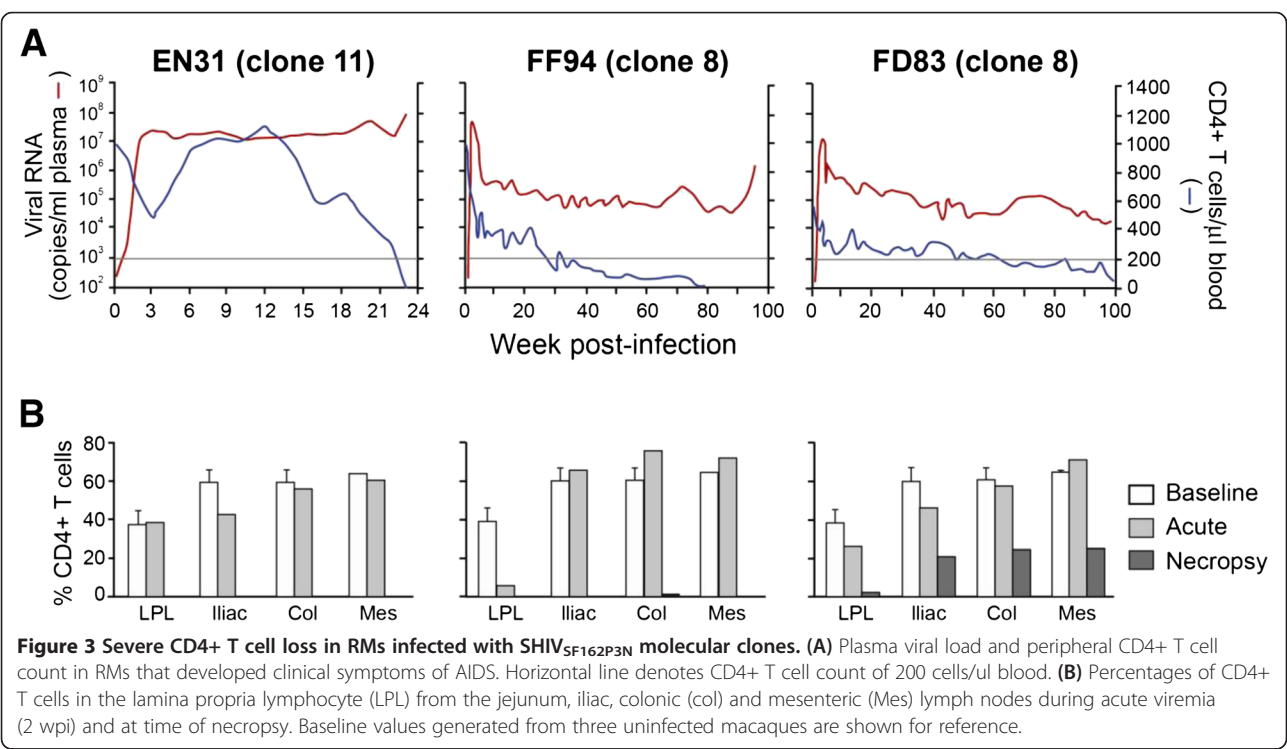 A
EN31 (clone 11)
FF94 (clone 8)
FD83 (clone 8)
Viral RNA
(copies/ml plasma — )
10⁹
10⁸
10⁷
10⁶
10⁵
10⁴
10³
10²
0 3 6 9 12 15 18 21 24
0 20 40 60 80 100
0 20 40 60 80 100
1400
1200
1000
800
600
400
200
0
CD4+ T cells/µl blood
(—)
Week post-infection
B
% CD4+ T cells
80
60
40
20
0
LPL Iliac Col Mes
LPL Iliac Col Mes
LPL Iliac Col Mes
Baseline
Acute
Necropsy
Figure 3 Severe CD4+ T cell loss in RMs infected with SHIV_SF162P3N molecular clones. (A) Plasma viral load and peripheral CD4+ T cell
count in RMs that developed clinical symptoms of AIDS. Horizontal line denotes CD4+ T cell count of 200 cells/ul blood. (B) Percentages of CD4+
T cells in the lamina propria lymphocyte (LPL) from the jejunum, iliac, colonic (col) and mesenteric (Mes) lymph nodes during acute viremia
(2 wpi) and at time of necropsy. Baseline values generated from three uninfected macaques are shown for reference.